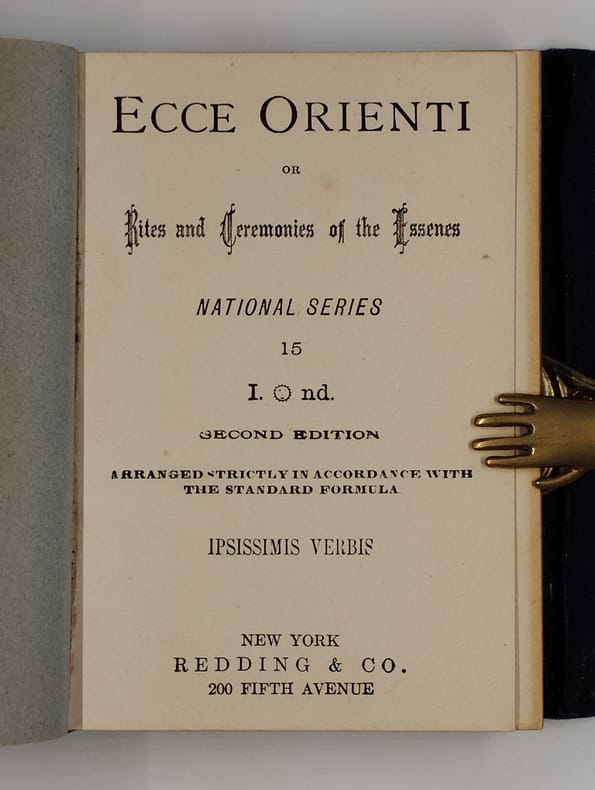 ECCE ORIENTI
OR
Rites and Ceremonies of the Essenes
NATIONAL SERIES
15
I. nd.
SECOND EDITION
ARRANGED STRICTLY IN ACCORDANCE WITH
THE STANDARD FORMULA
IPSISSIMIS VERBIS
NEW YORK
REDDING & CO.
200 FIFTH AVENUE